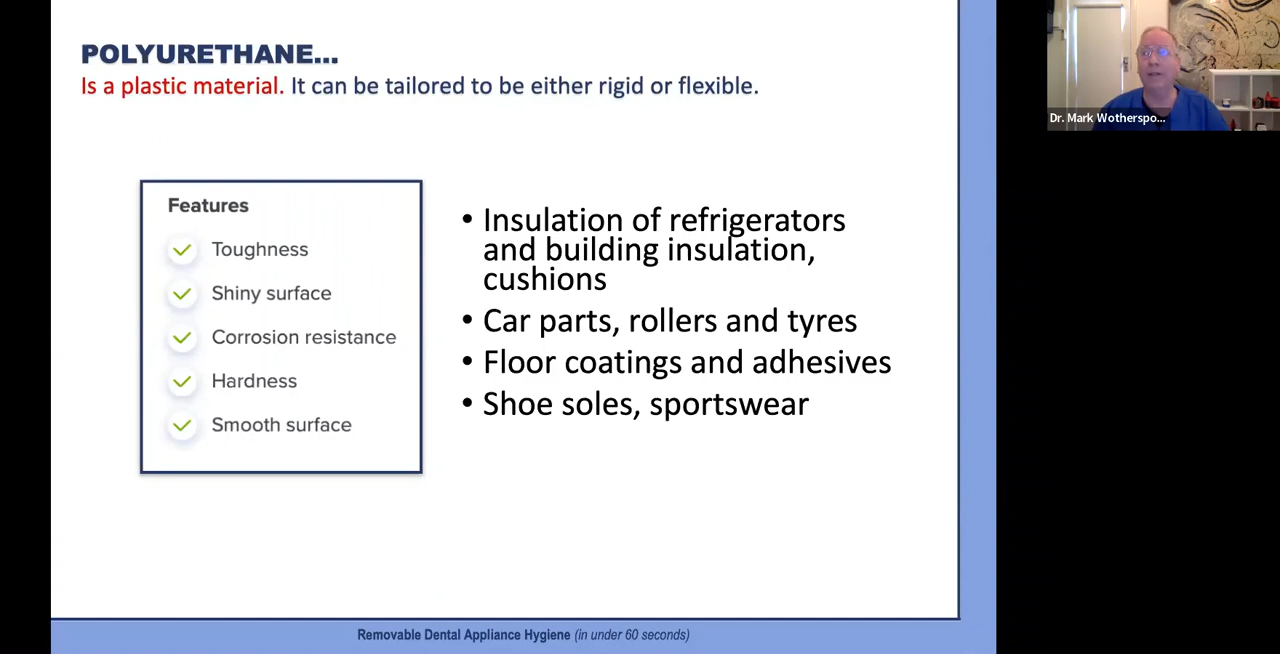 POLYURETHANE...
Is a plastic material. It can be tailored to be either rigid or flexible.
Features
Toughness
Shiny surface
Corrosion resistance
Hardness
Smooth surface
• Insulation of refrigerators
and building insulation,
cushions
• Car parts, rollers and tyres
• Floor coatings and adhesives
• Shoe soles, sportswear
Removable Dental Appliance Hygiene (in under 60 seconds)
Dr. Mark Wotherspo...